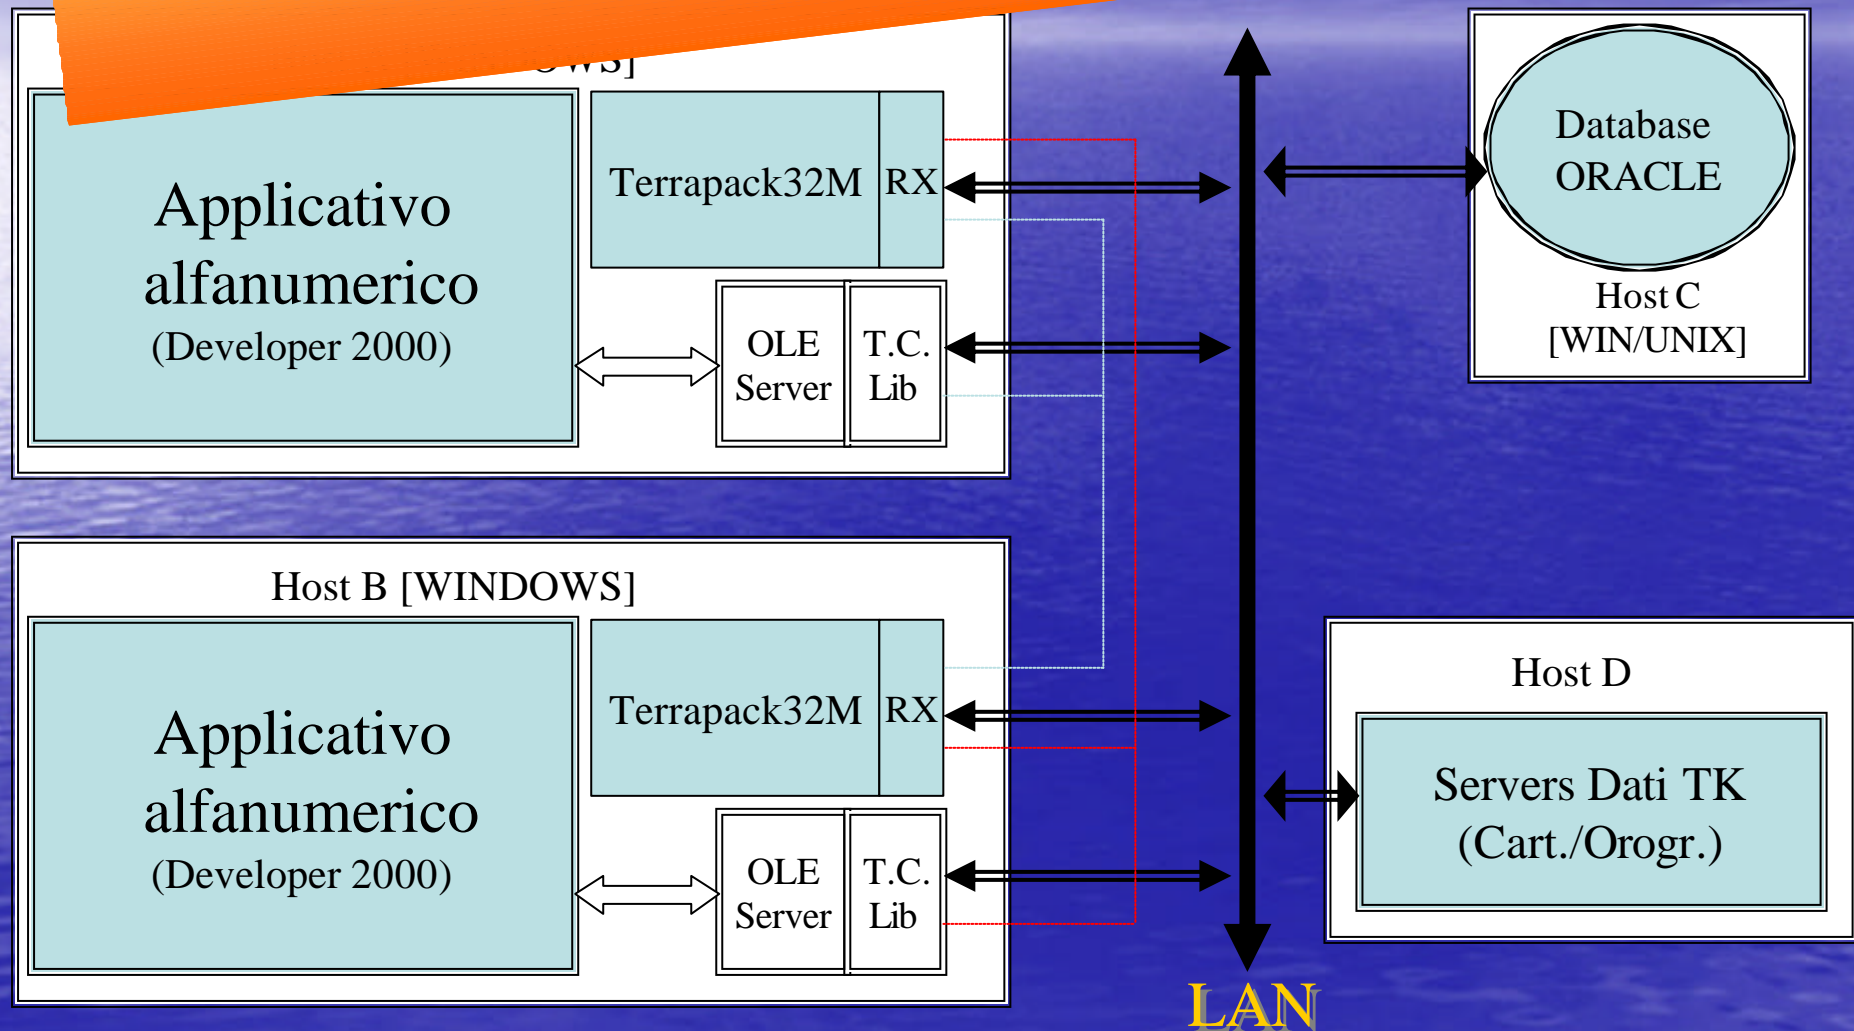 Applicativo
alfanumerico
(Developer 2000)
Terrapack32M RX
OLE
Server
T.C.
Lib
Database
ORACLE
Host C
[WIN/UNIX]
Host B [WINDOWS]
Applicativo
alfanumerico
(Developer 2000)
Terrapack32M RX
OLE
Server
T.C.
Lib
Host D
Servers Dati TK
(Cart./Orogr.)
LAN